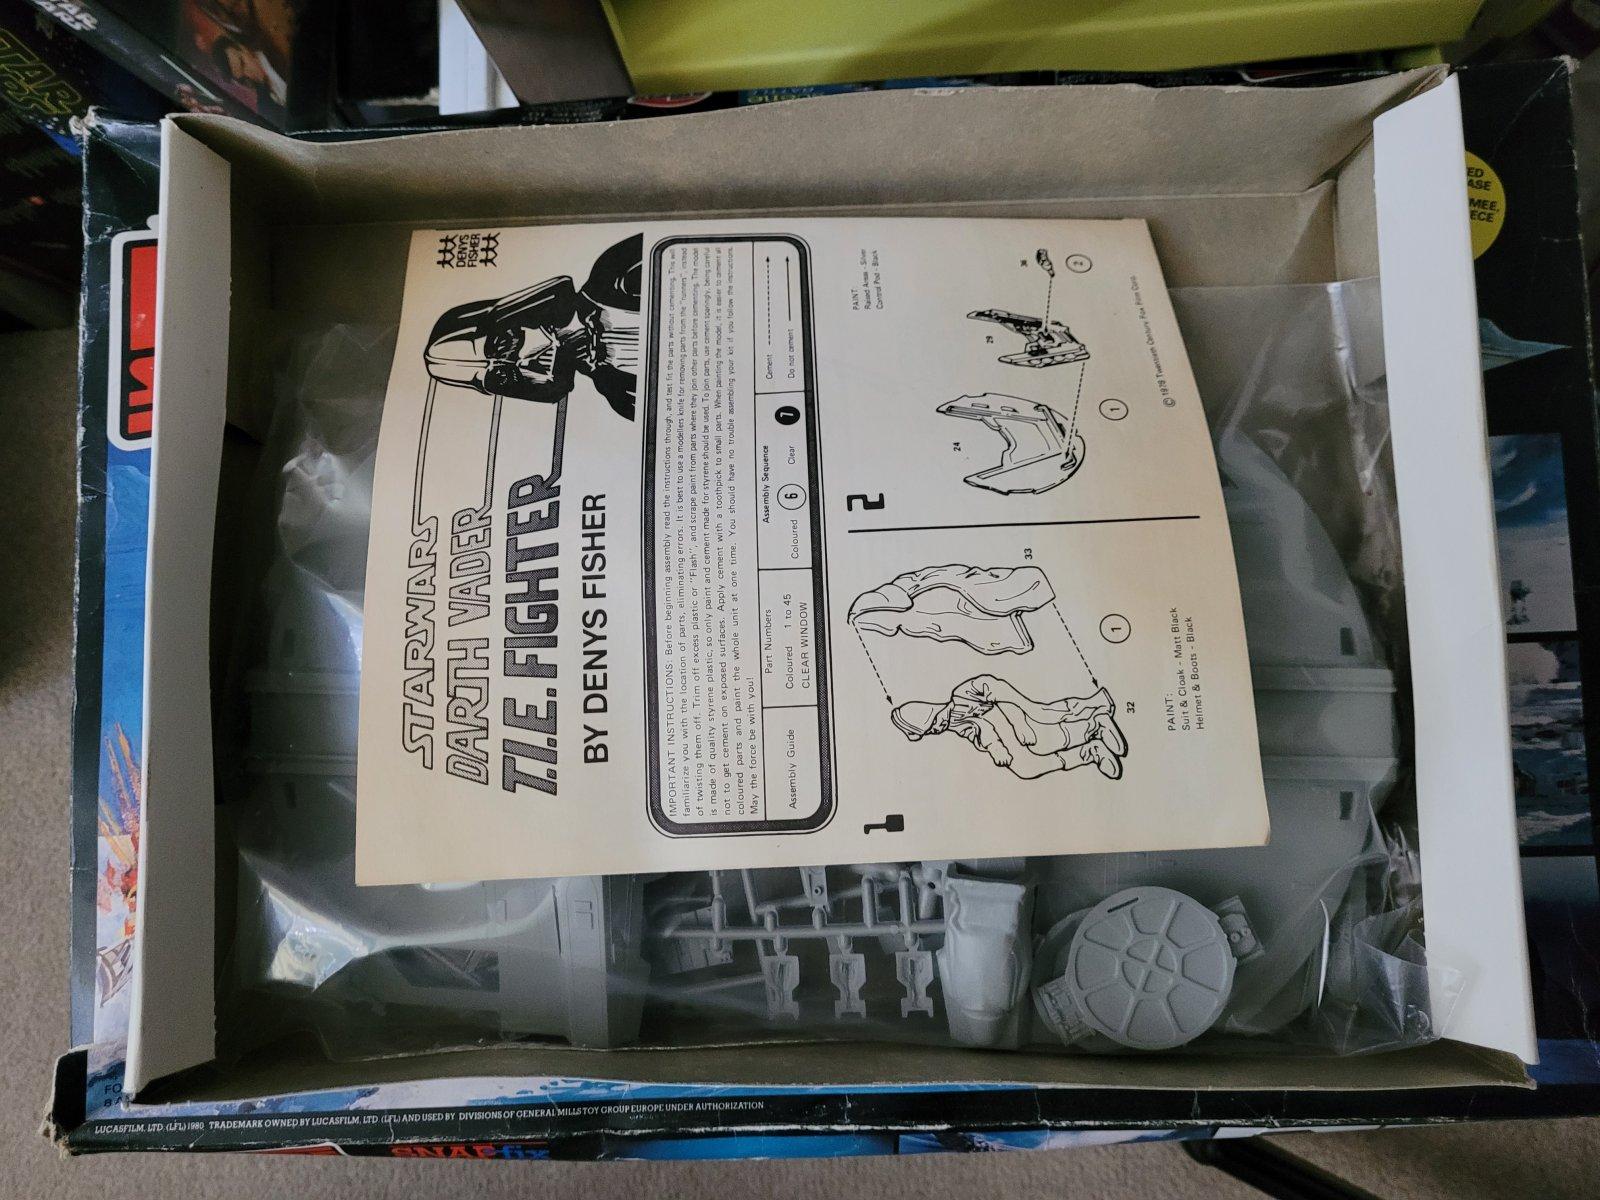 DENYS
FISHER
STARWARS
DARTH VADER
T.I.E. FIGHTER
BY DENYS FISHER
IMPORTANT INSTRUCTIONS: Before beginning assembly read the instructions through, and test fit the parts without cementing. This will
familiarize you with the location of parts, eliminating errors. It is best to use a modellers knife for removing parts from the "runners", instead
of twisting them off. Trim off excess plastic or "Flash", and scrape paint from parts where they join other parts before cementing. The model
is made of quality styrene plastic, so only paint and cement made for styrene should be used. To join parts, use cement sparingly, being careful
not to get cement on exposed surfaces. Apply cement with a toothpick to small parts. When painting the model, it is easier to cement all
coloured parts and paint the whole unit at one time. You should have no trouble assembling your kit if you follow the instructions.
May the force be with you!
Assembly Guide
Part Numbers
Coloured 1 to 45
CLEAR WINDOW
Assembly Sequence
Coloured 6 Clear 7
Cement
Do not cement
1
33
32
1
PAINT:
Suit & Cloak - Matt Black
Helmet & Boots - Black
2
PAINT:
Raised Areas - Silver
Control Pod - Black
36
2
29
24
1
© 1978 Twentieth Century Fox Film Corp.
LUCASFILM, LTD. (LFL) 1980 TRADEMARK OWNED BY LUCASFILM, LTD (LFL) AND USED BY DIVISIONS OF GENERAL MILLS TOY GROUP EUROPE UNDER AUTHORIZATION
SNAPfix
STAR
WARS